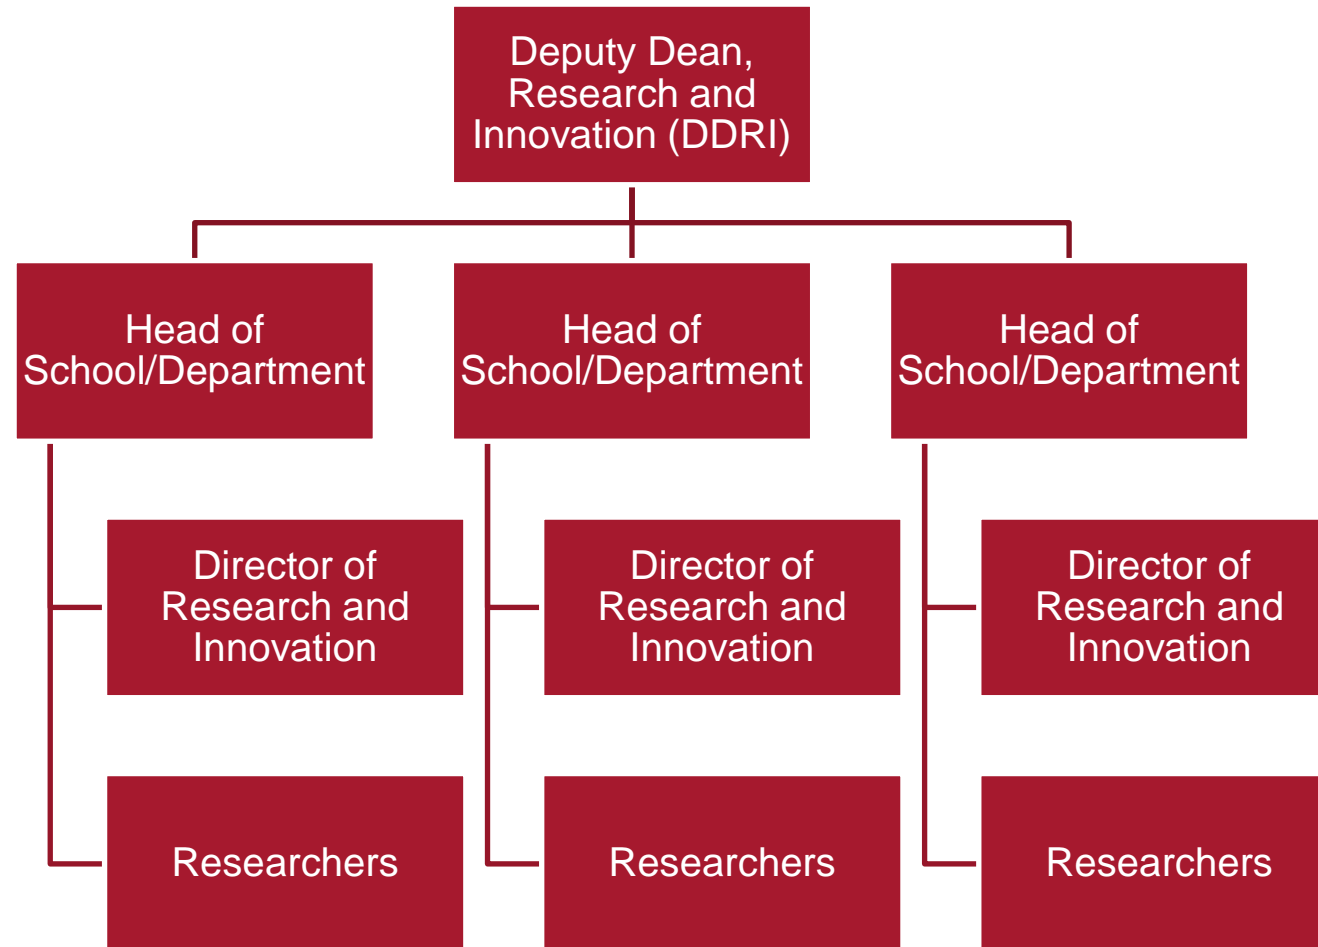 Deputy Dean,
Research and
Innovation (DDRI)
Head of
School/Department
Head of
School/Department
Head of
School/Department
Director of
Research and
Innovation
Director of
Research and
Innovation
Director of
Research and
Innovation
Researchers
Researchers
Researchers